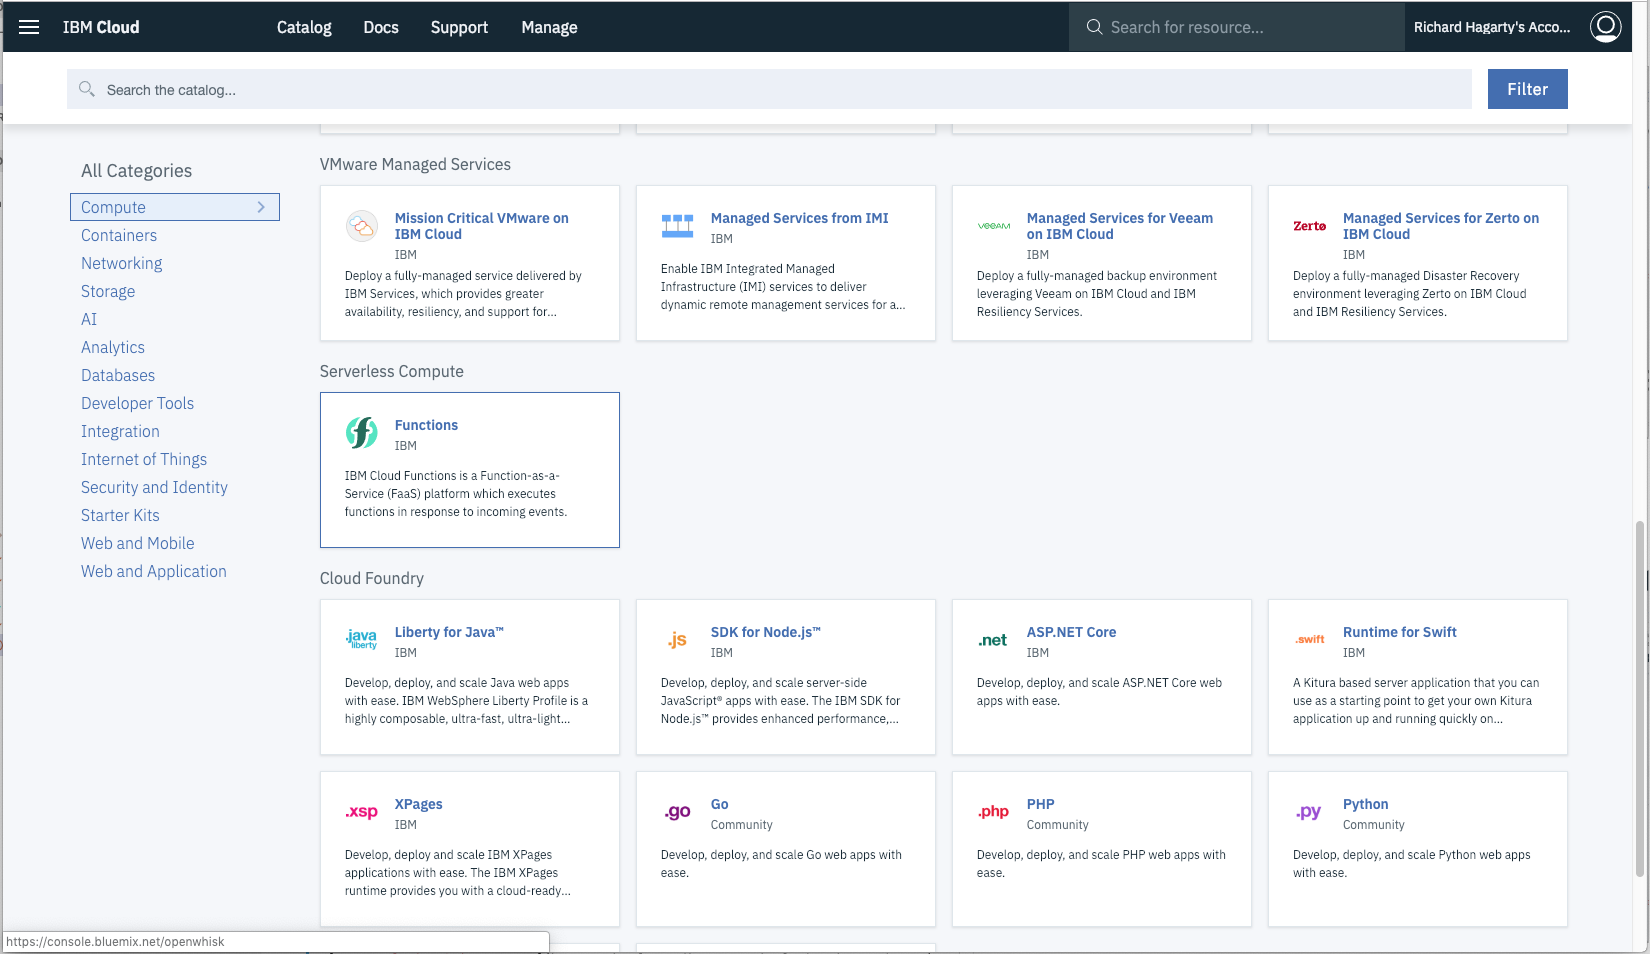 IBM Cloud
Catalog
Docs
Support
Manage
Search for resource...
Richard Hagarty's Acco...
Search the catalog...
Filter
All Categories
Compute
Containers
Networking
Storage
AI
Analytics
Databases
Developer Tools
Integration
Internet of Things
Security and Identity
Starter Kits
Web and Mobile
Web and Application
VMware Managed Services
Mission Critical VMware on
IBM Cloud
IBM
Deploy a fully-managed service delivered by
IBM Services, which provides greater
availability, resiliency, and support for...
Managed Services from IMI
IBM
Enable IBM Integrated Managed
Infrastructure (IMI) services to deliver
dynamic remote management services for a...
veeam
Managed Services for Veeam
on IBM Cloud
IBM
Deploy a fully-managed backup environment
leveraging Veeam on IBM Cloud and IBM
Resiliency Services.
Zerto
Managed Services for Zerto on
IBM Cloud
IBM
Deploy a fully-managed Disaster Recovery
environment leveraging Zerto on IBM Cloud
and IBM Resiliency Services.
Serverless Compute
Functions
IBM
IBM Cloud Functions is a Function-as-a-
Service (FaaS) platform which executes
functions in response to incoming events.
Cloud Foundry
.java
liberty
Liberty for Java™
IBM
Develop, deploy, and scale Java web apps
with ease. IBM WebSphere Liberty Profile is a
highly composable, ultra-fast, ultra-light...
.js
SDK for Node.js™
IBM
Develop, deploy, and scale server-side
JavaScript® apps with ease. The IBM SDK for
Node.js™ provides enhanced performance,...
.net
ASP.NET Core
IBM
Develop, deploy, and scale ASP.NET Core web
apps with ease.
.swift
Runtime for Swift
IBM
A Kitura based server application that you can
use as a starting point to get your own Kitura
application up and running quickly on...
.xsp
XPages
IBM
Develop, deploy and scale IBM XPages
applications with ease. The IBM XPages
runtime provides you with a cloud-ready...
.go
Go
Community
Develop, deploy, and scale Go web apps with
ease.
.php
PHP
Community
Develop, deploy, and scale PHP web apps with
ease.
.py
Python
Community
Develop, deploy, and scale Python web apps
with ease.
https://console.bluemix.net/openwhisk